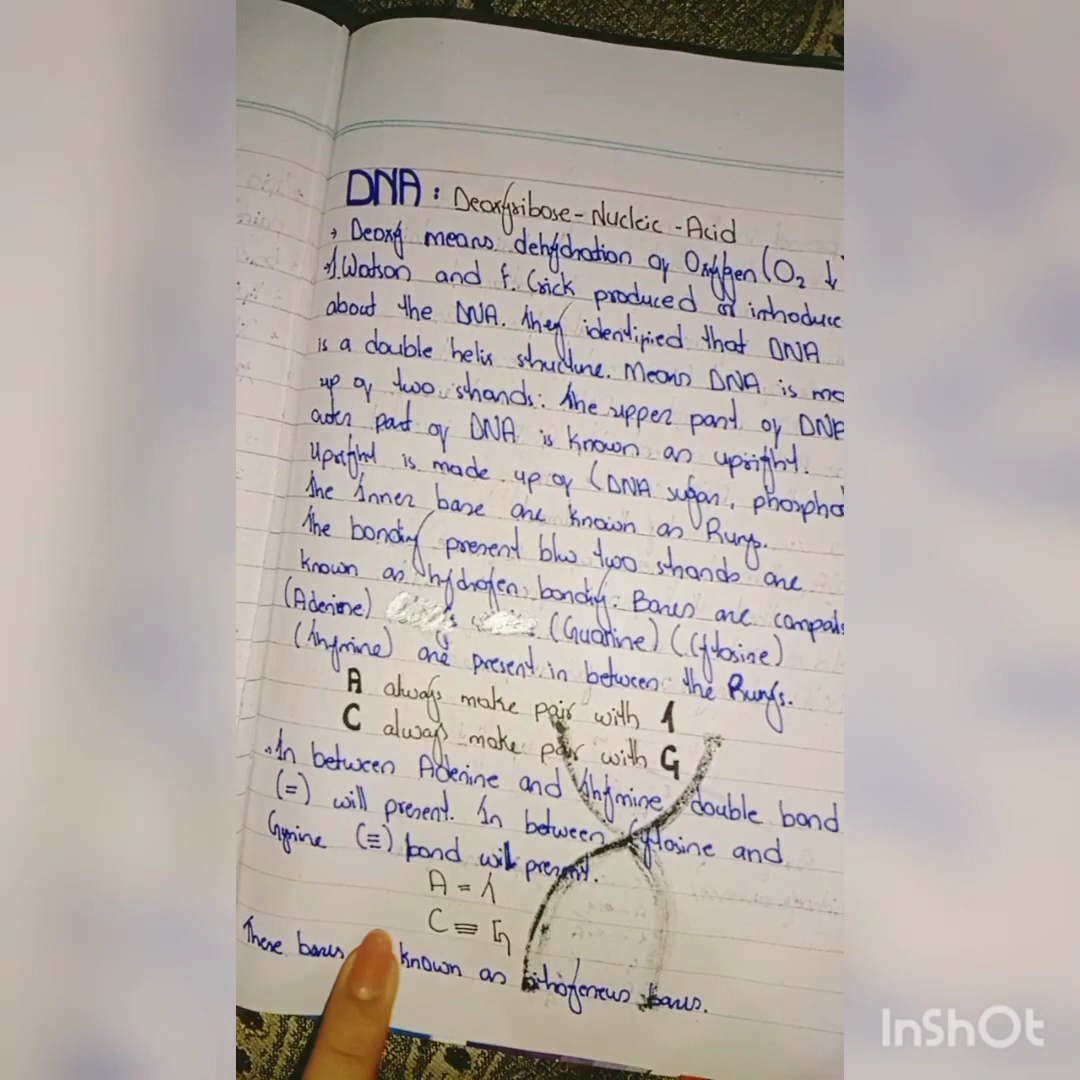 DNA: Deoxyribose-Nucleic-Acid
→ Deoxy means dehydration of Oxygen (O₂ ↓
→ J. Watson and F. Crick produced or introduce
about the DNA. They identified that DNA
is a double helix structure. Means DNA is ma
up of two stands: The upper part of DNA
outer part of DNA is known as upright.
Upright is made up of (DNA sugar, phospho
The Inner base are known as Rungs.
The bonding present b/w two strands are
known as hydrogen bonding. Bases are
(Adenine) (Guanine) (Cytosine)
(Thymine) are present in between the Rungs.
A always make pair with T
C always make pair with G
In between Adenine and Thymine double bond
(=) will present. In between Cytosine and
(≡) bond will present.
A = T
C ≡ G
These bases known as bases.
InShOt